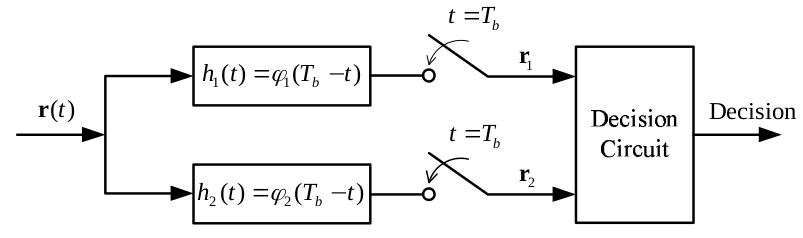 t = T_b
r_1
h_1(t) = φ_1(T_b − t)
r(t)
Decision
Circuit
Decision
t = T_b
r_2
h_2(t) = φ_2(T_b − t)